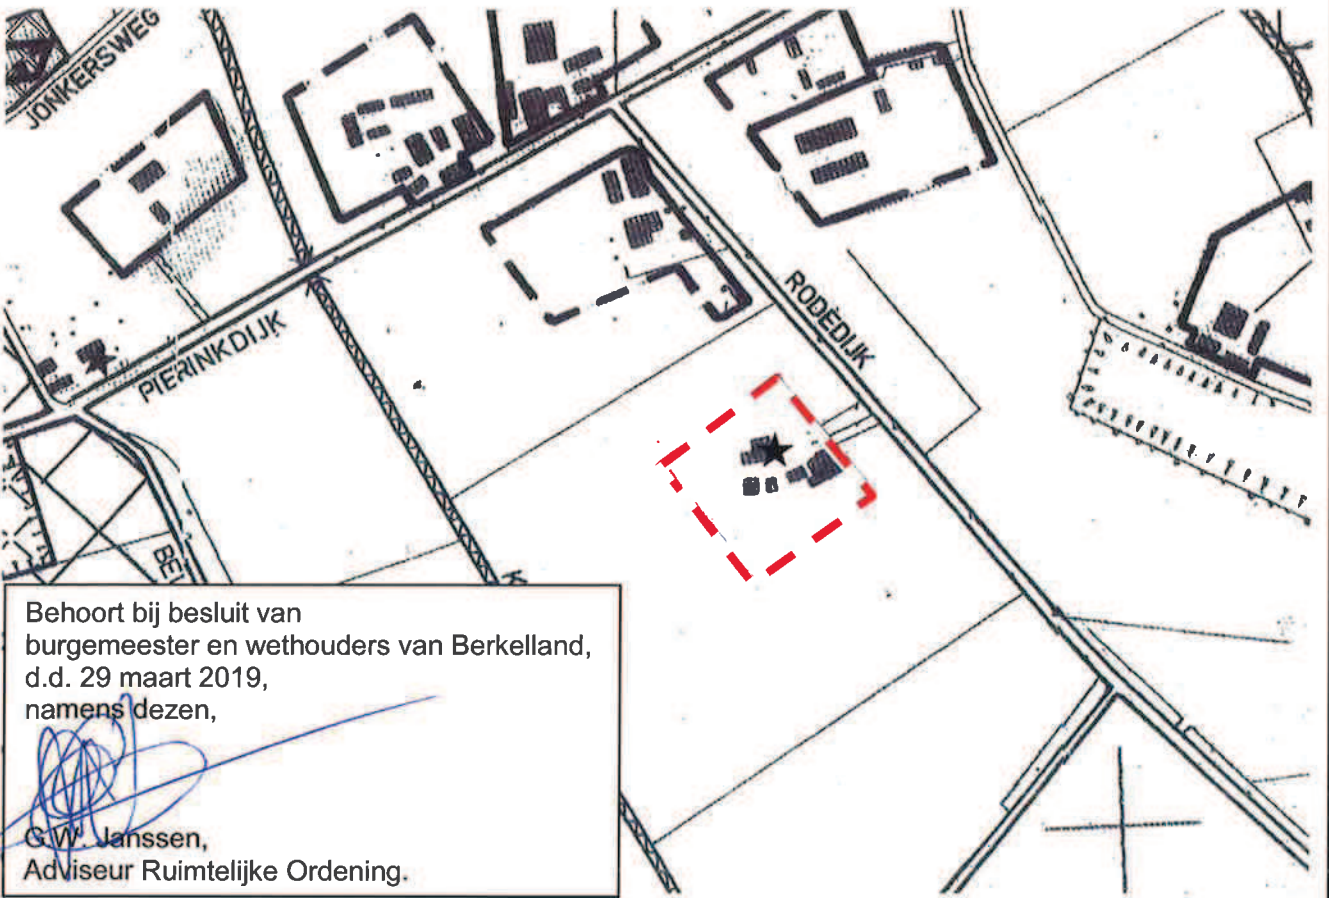 JONKERSWEG
PIERINKDIJK
RODEDIJK
BE
K
Behoort bij besluit van
burgemeester en wethouders van Berkelland,
d.d. 29 maart 2019,
namens dezen,
G.W. Janssen,
Adviseur Ruimtelijke Ordening.